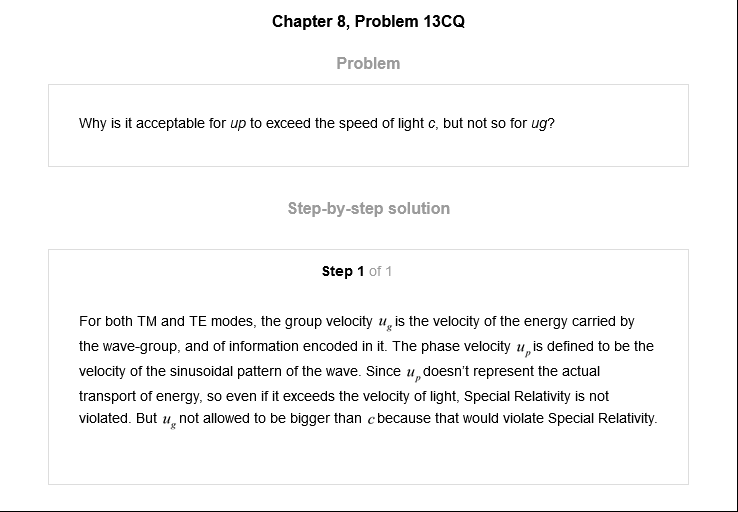 Chapter 8, Problem 13CQ
Problem
Why is it acceptable for up to exceed the speed of light c, but not so for ug?
Step-by-step solution
Step 1 of 1
For both TM and TE modes, the group velocity u_g is the velocity of the energy carried by
the wave-group, and of information encoded in it. The phase velocity u_p is defined to be the
velocity of the sinusoidal pattern of the wave. Since u_p doesn't represent the actual
transport of energy, so even if it exceeds the velocity of light, Special Relativity is not
violated. But u_g not allowed to be bigger than c because that would violate Special Relativity.